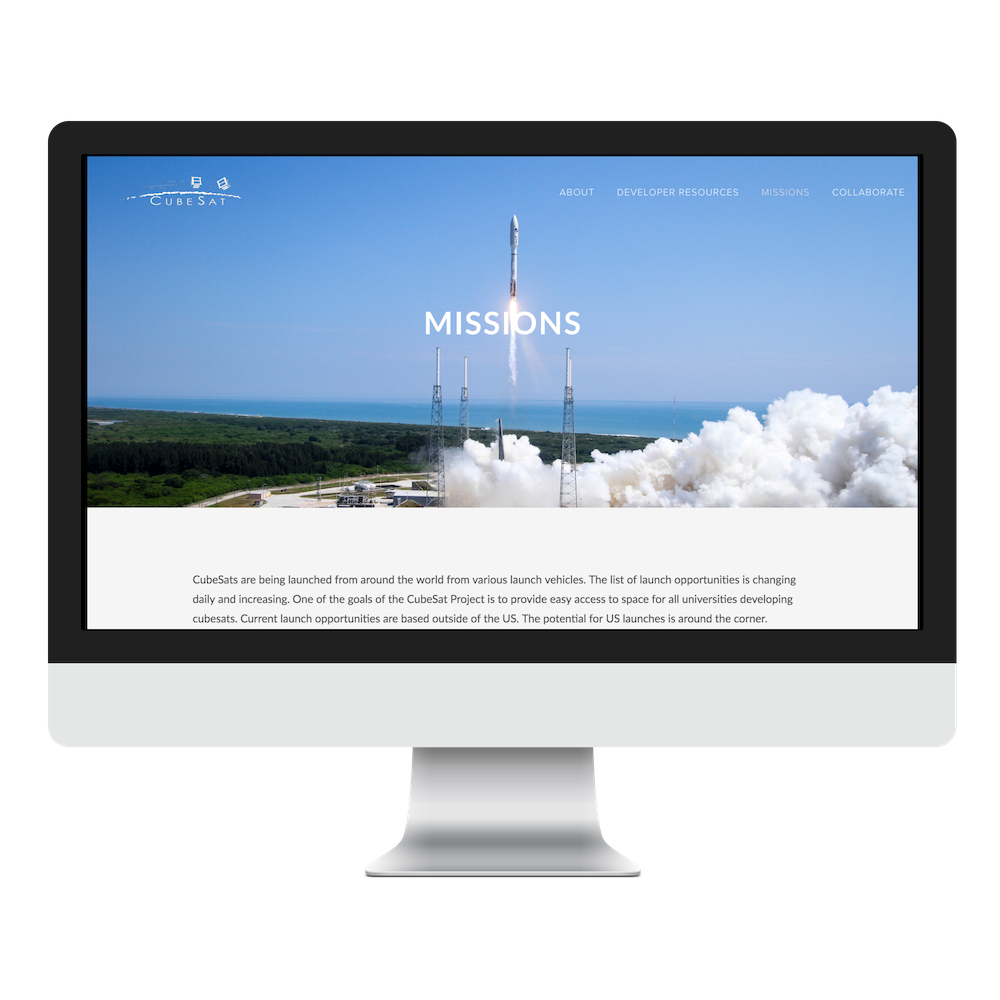 CubeSat
ABOUT DEVELOPER RESOURCES MISSIONS COLLABORATE
MISSIONS
CubeSats are being launched from around the world from various launch vehicles. The list of launch opportunities is changing
daily and increasing. One of the goals of the CubeSat Project is to provide easy access to space for all universities developing
cubesats. Current launch opportunities are based outside of the US. The potential for US launches is around the corner.